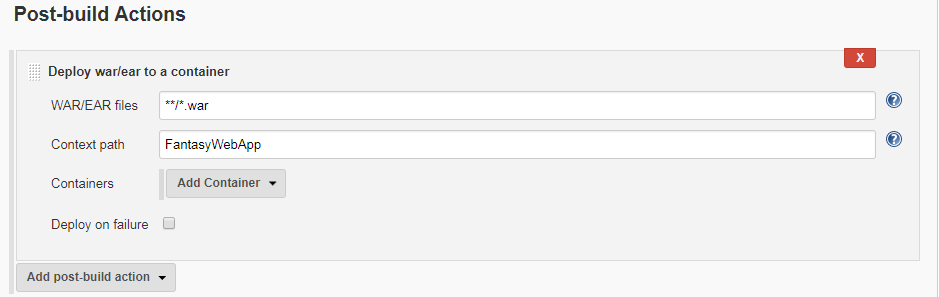 Post-build Actions
X
Deploy war/ear to a container
WAR/EAR files **/*.war ?
Context path FantasyWebApp ?
Containers Add Container
Deploy on failure
Add post-build action